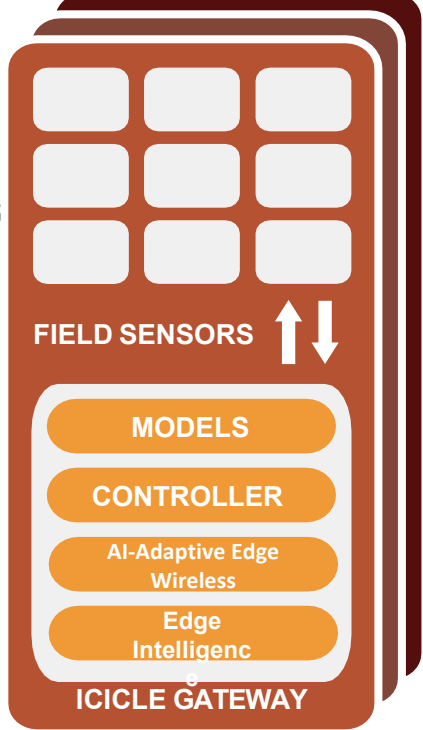 FIELD SENSORS
MODELS
CONTROLLER
AI-Adaptive Edge
Wireless
Edge
Intelligenc
e
ICICLE GATEWAY